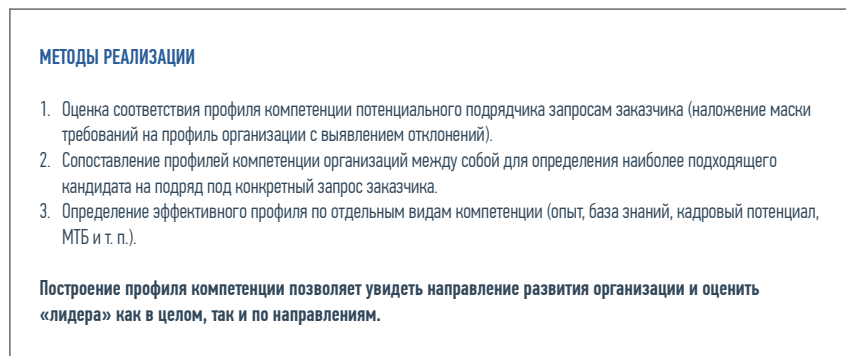 МЕТОДЫ РЕАЛИЗАЦИИ
1. Оценка соответствия профиля компетенции потенциального подрядчика запросам заказчика (наложение маски
требований на профиль организации с выявлением отклонений).
2. Сопоставление профилей компетенции организаций между собой для определения наиболее подходящего
кандидата на подряд под конкретный запрос заказчика.
3. Определение эффективного профиля по отдельным видам компетенции (опыт, база знаний, кадровый потенциал,
МТБ и т. п.).
Построение профиля компетенции позволяет увидеть направление развития организации и оценить
«лидера» как в целом, так и по направлениям.